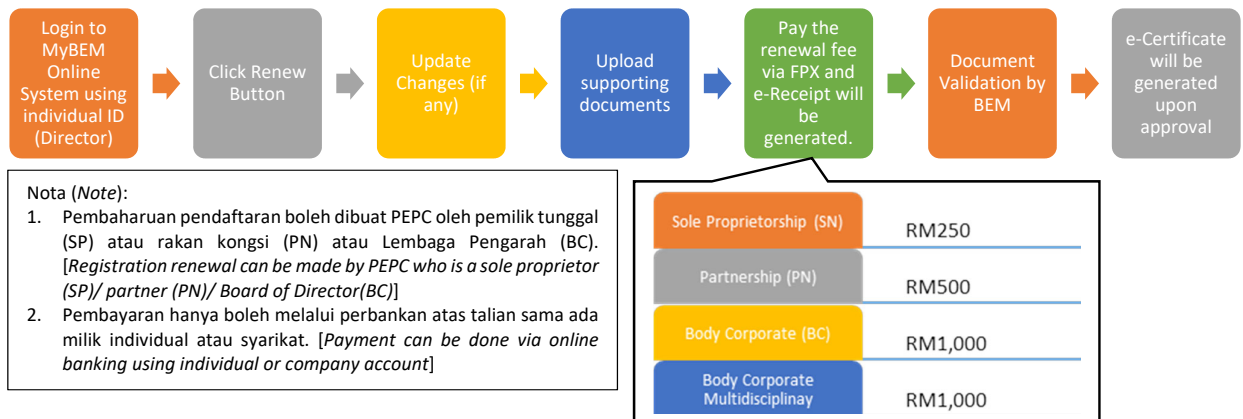 Login to
MyBEM
Online
System using
individual ID
(Director)
Click Renew
Button
Update
Changes (if
any)
Upload
supporting
documents
Pay the
renewal fee
via FPX and
e-Receipt will
be
generated.
Document
Validation by
BEM
e-Certificate
will be
generated
upon
approval
Nota (Note):
1. Pembaharuan pendaftaran boleh dibuat PEPC oleh pemilik tunggal
(SP) atau rakan kongsi (PN) atau Lembaga Pengarah (BC).
[Registration renewal can be made by PEPC who is a sole proprietor
(SP)/ partner (PN)/ Board of Director(BC)]
2. Pembayaran hanya boleh melalui perbankan atas talian sama ada
milik individual atau syarikat. [Payment can be done via online
banking using individual or company account]
Sole Proprietorship (SN) RM250
Partnership (PN) RM500
Body Corporate (BC) RM1,000
Body Corporate
Multidisciplinay RM1,000